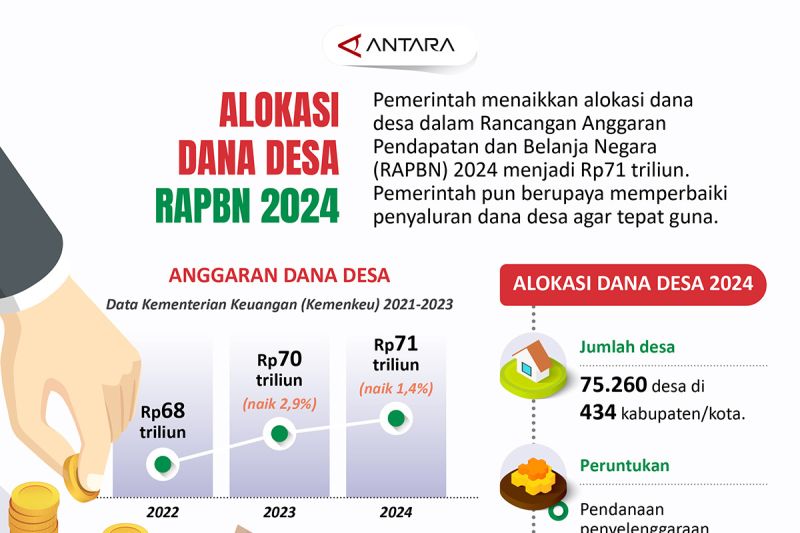 ANTARA
ALOKASI
DANA DESA
RAPBN 2024
Pemerintah menaikkan alokasi dana
desa dalam Rancangan Anggaran
Pendapatan dan Belanja Negara
(RAPBN) 2024 menjadi Rp71 triliun.
Pemerintah pun berupaya memperbaiki
penyaluran dana desa agar tepat guna.
ANGGARAN DANA DESA
Data Kementerian Keuangan (Kemenkeu) 2021-2023
Rp68
triliun
Rp70
triliun
(naik 2,9%)
Rp71
triliun
(naik 1,4%)
2022
2023
2024
ALOKASI DANA DESA 2024
Jumlah desa
75.260 desa di
434 kabupaten/kota.
Peruntukan
Pendanaan
penyelenggaraan